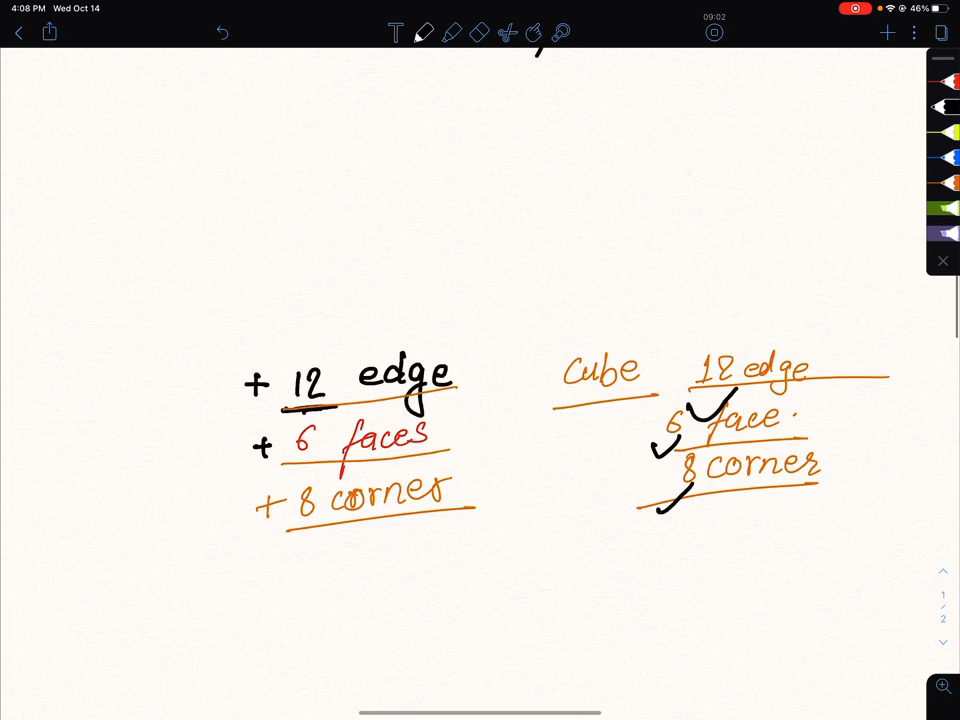 4:08 PM Wed Oct 14
46%
T
09:02
+ 12 edge
+ 6 faces
+ 8 corner
cube
12 edge
6 face.
8 corner
1
/
2